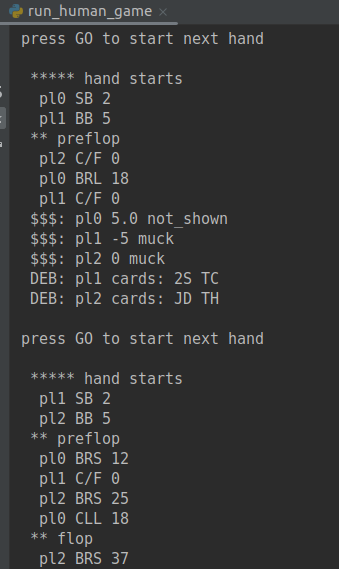 run_human_game ×
press GO to start next hand
***** hand starts
pl0 SB 2
pl1 BB 5
** preflop
pl2 C/F 0
pl0 BRL 18
pl1 C/F 0
$$$: pl0 5.0 not_shown
$$$: pl1 -5 muck
$$$: pl2 0 muck
DEB: pl1 cards: 2S TC
DEB: pl2 cards: JD TH
press GO to start next hand
***** hand starts
pl1 SB 2
pl2 BB 5
** preflop
pl0 BRS 12
pl1 C/F 0
pl2 BRS 25
pl0 CLL 18
** flop
pl2 BRS 37